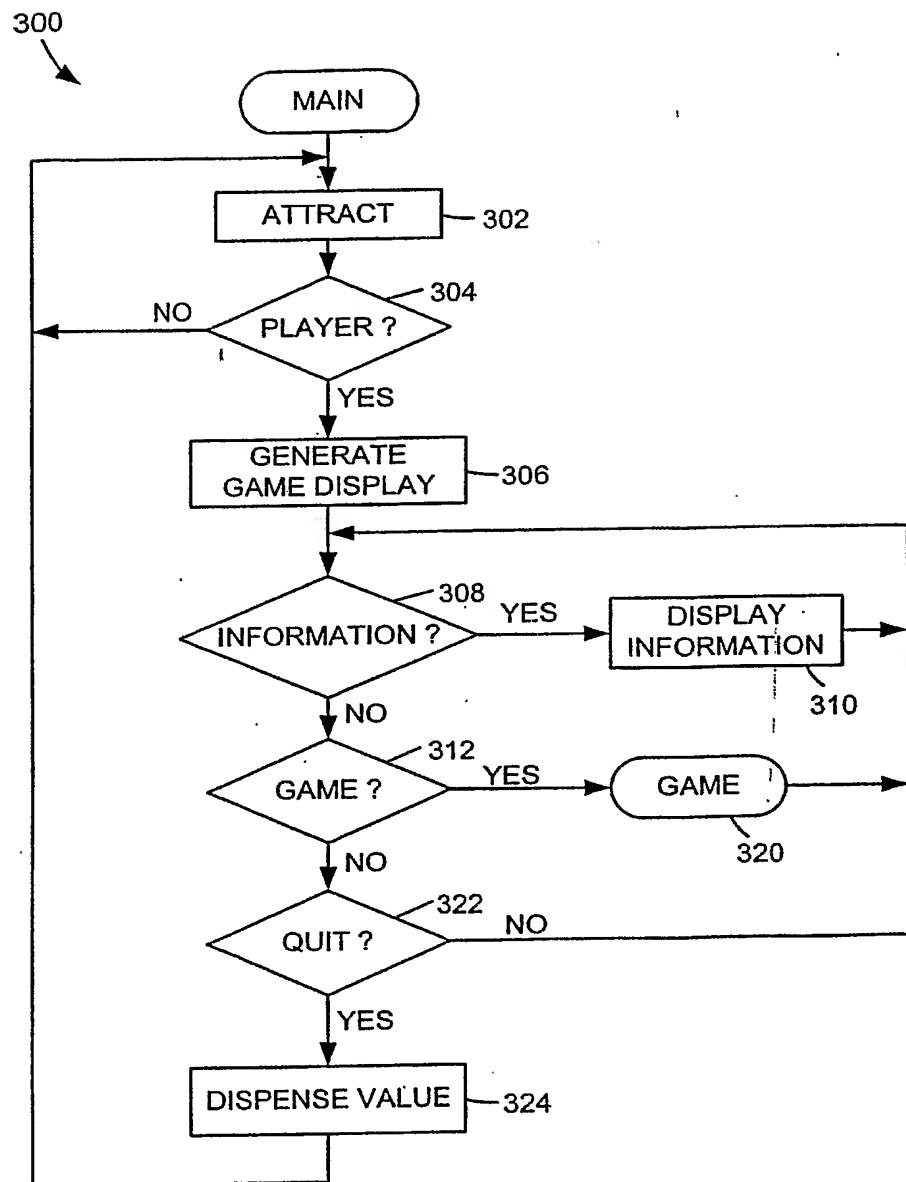 300
MAIN
ATTRACT
302
304
NO
PLAYER ?
YES
GENERATE
GAME DISPLAY
306
308
INFORMATION ?
YES
DISPLAY
INFORMATION
310
NO
312
GAME ?
YES
GAME
320
NO
322
QUIT ?
NO
YES
DISPENSE VALUE
324